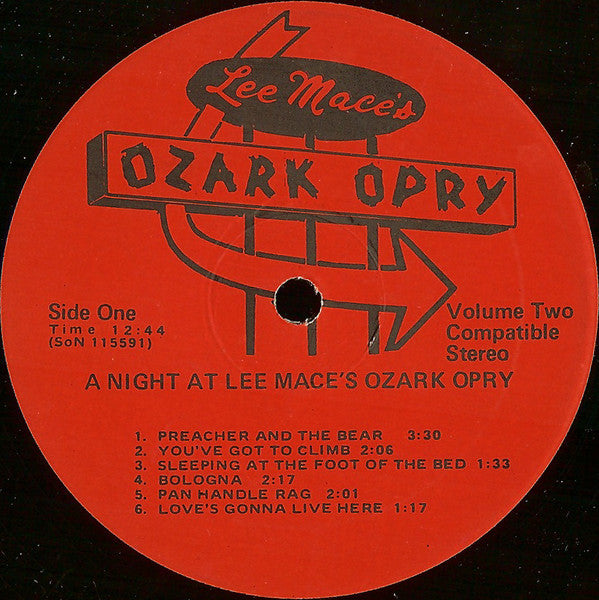 Lee Mace's
OZARK OPRY
Side One
Time 12:44
(SoN 115591)
Volume Two
Compatible
Stereo
A NIGHT AT LEE MACE'S OZARK OPRY
1. PREACHER AND THE BEAR 3:30
2. YOU'VE GOT TO CLIMB 2:06
3. SLEEPING AT THE FOOT OF THE BED 1:33
4. BOLOGNA 2:17
5. PAN HANDLE RAG 2:01
6. LOVE'S GONNA LIVE HERE 1:17